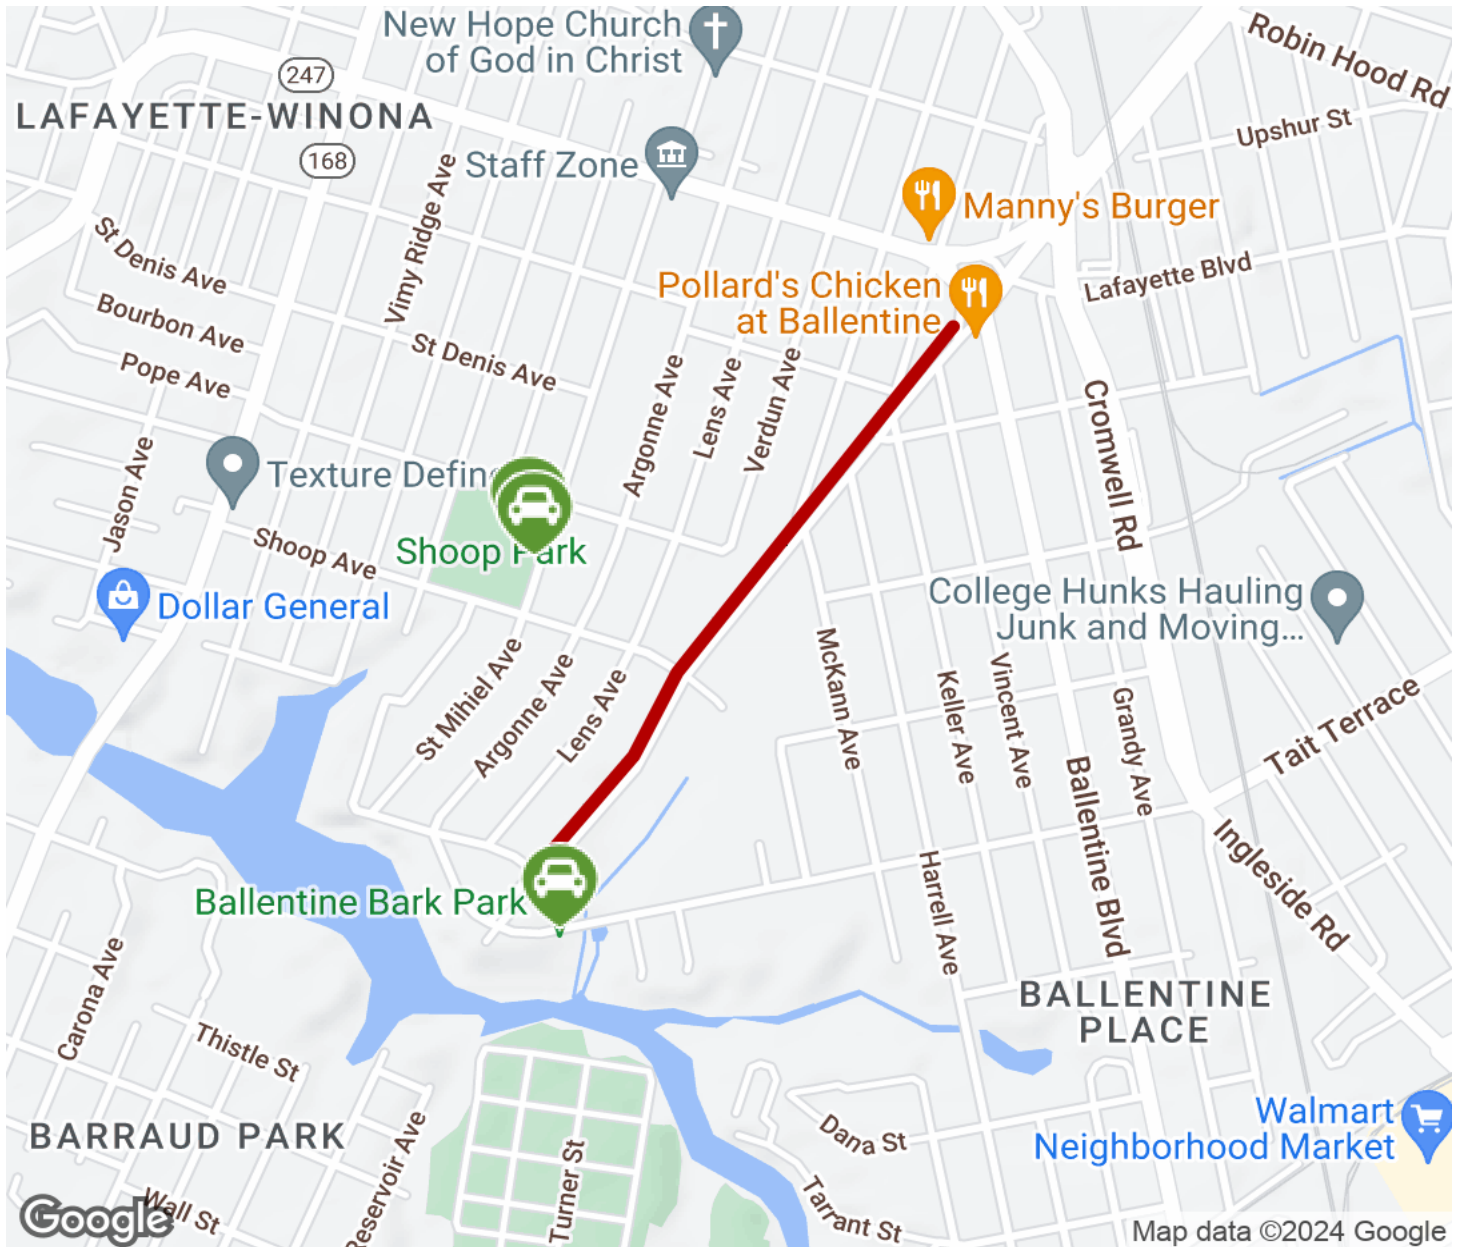 New Hope Church
of God in Christ
Robin Hood Rd
247
LAFAYETTE-WINONA
Upshur St
168
Staff Zone
Vimy Ridge Ave
Manny's Burger
St Denis Ave
Lafayette Blvd
Pollard's Chicken
at Ballentine
Bourbon Ave
St Denis Ave
Pope Ave
Argonne Ave
Lens Ave
Verdun Ave
Cromwell Rd
Jason Ave
Texture Define
Shoop Ave
Shoop Park
Dollar General
College Hunks Hauling
Junk and Moving...
St Mihiel Ave
Argonne Ave
Lens Ave
McKann Ave
Keller Ave
Vincent Ave
Grandy Ave
Tait Terrace
Ballentine Blvd
Ingleside Rd
Harrell Ave
Ballentine Bark Park
Carona Ave
BALLENTINE
PLACE
Thistle St
Walmart
Neighborhood Market
BARRAUD PARK
Reservoir Ave
Dana St
Turner St
Tarrant St
Wall St
Google
Map data ©2024 Google